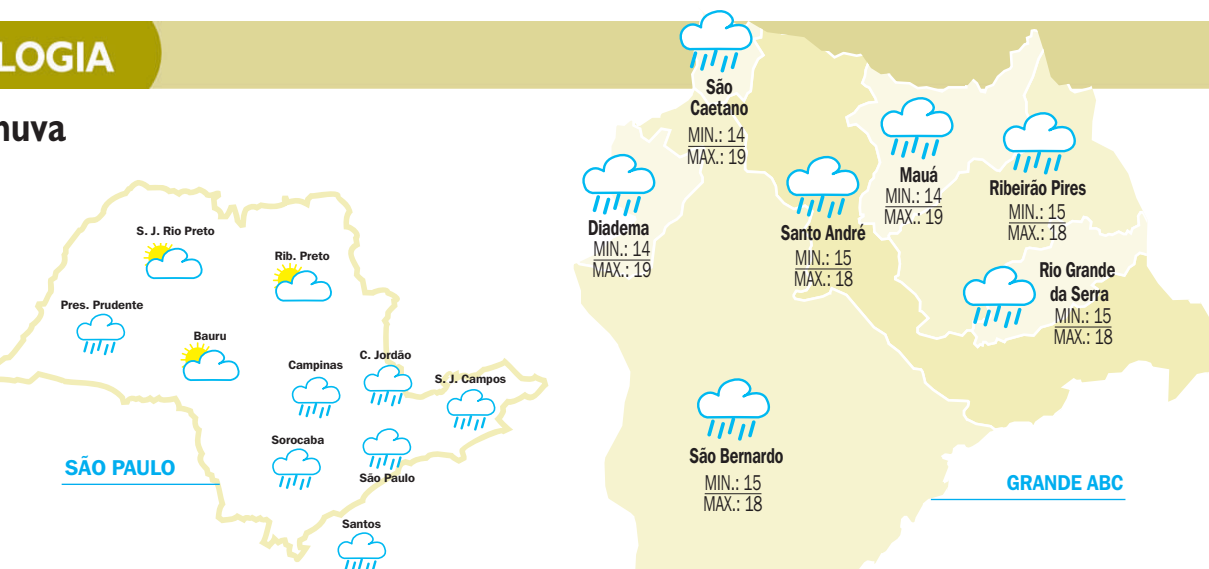 LOGIA
huva
S. J. Rio Preto
Rib. Preto
Pres. Prudente
Bauru
Campinas
C. Jordão
S. J. Campos
Sorocaba
São Paulo
Santos
SÃO PAULO
São
Caetano
MIN.: 14
MAX.: 19
Diadema
MIN.: 14
MAX.: 19
Santo André
MIN.: 15
MAX.: 18
Mauá
MIN.: 14
MAX.: 19
Ribeirão Pires
MIN.: 15
MAX.: 18
Rio Grande
da Serra
MIN.: 15
MAX.: 18
São Bernardo
MIN.: 15
MAX.: 18
GRANDE ABC